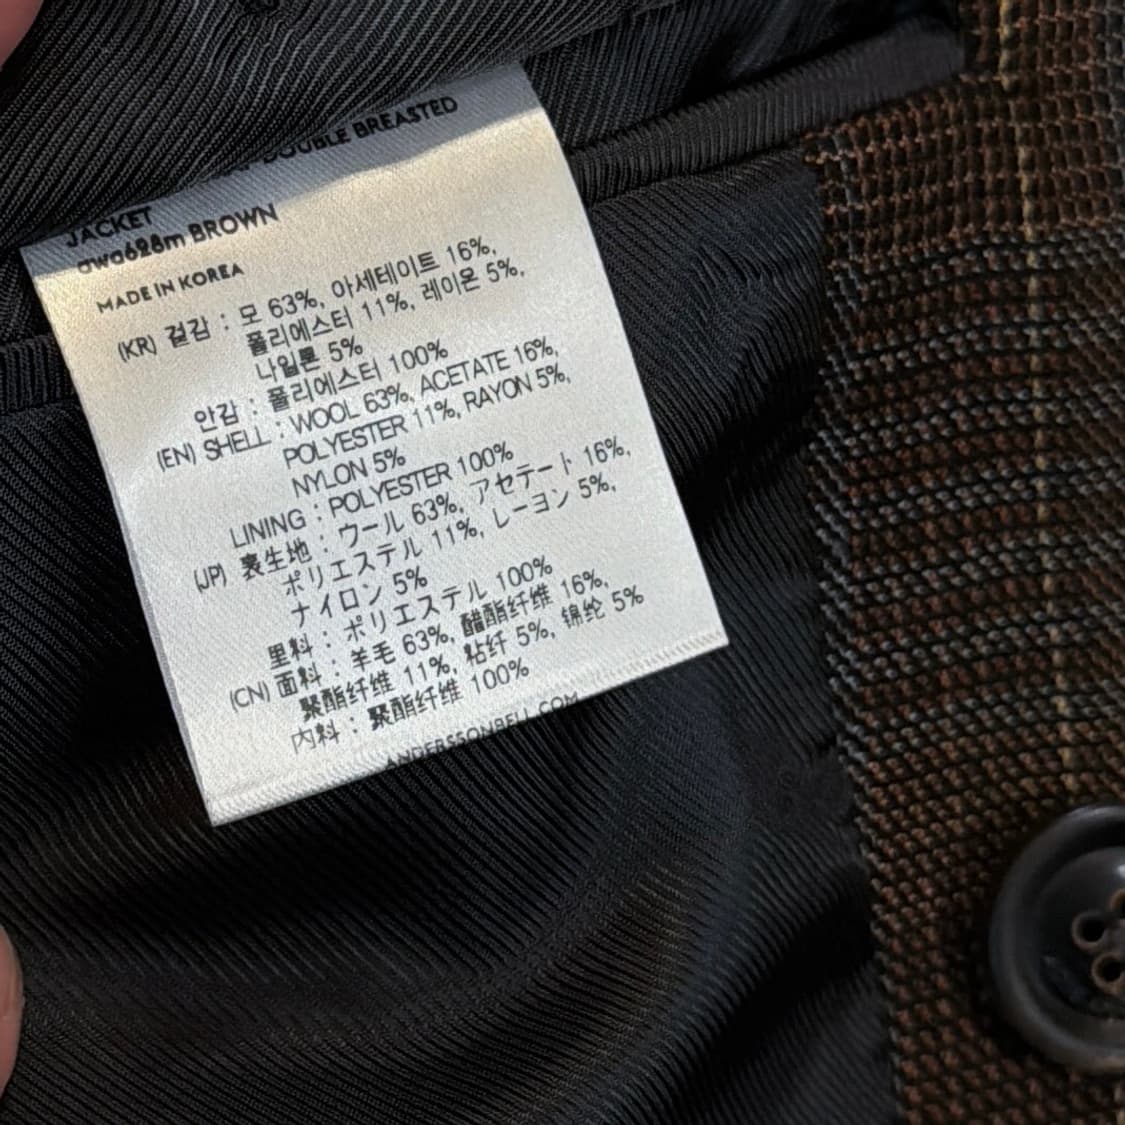 DOUBLE BREASTED
JACKET
awa628m BROWN
MADE IN KOREA
(KR) 겉감 : 모 63%, 아세테이트 16%,
폴리에스터 11%, 레이온 5%,
나일론 5%
안감 : 폴리에스터 100%
(EN) SHELL : WOOL 63%, ACETATE 16%,
POLYESTER 11%, RAYON 5%,
NYLON 5%
LINING : POLYESTER 100%
(JP) 表生地 : ウール 63%, アセテート 16%,
ポリエステル 11%, レーヨン 5%,
ナイロン 5%
里料 : ポリエステル 100%
(CN) 面料 : 羊毛 63%, 醋酯纤维 16%,
聚酯纤维 11%, 粘纤 5%, 锦纶 5%
内料 : 聚酯纤维 100%
ANDERSSONBELL.COM